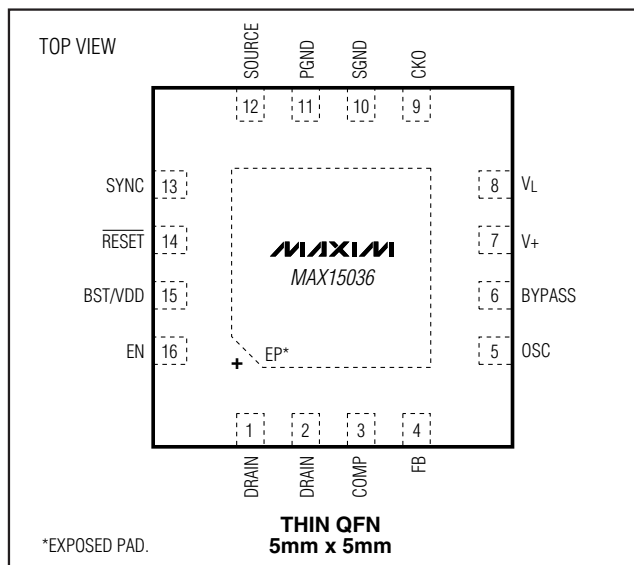 TOP VIEW
SOURCE
PGND
SGND
CKO
12
11
10
9
SYNC 13
RESET 14
BST/VDD 15
EN 16
8 VL
7 V+
6 BYPASS
5 OSC
MAXIM
MAX15036
+
EP*
1
2
3
4
DRAIN
DRAIN
COMP
FB
*EXPOSED PAD.
THIN QFN
5mm x 5mm